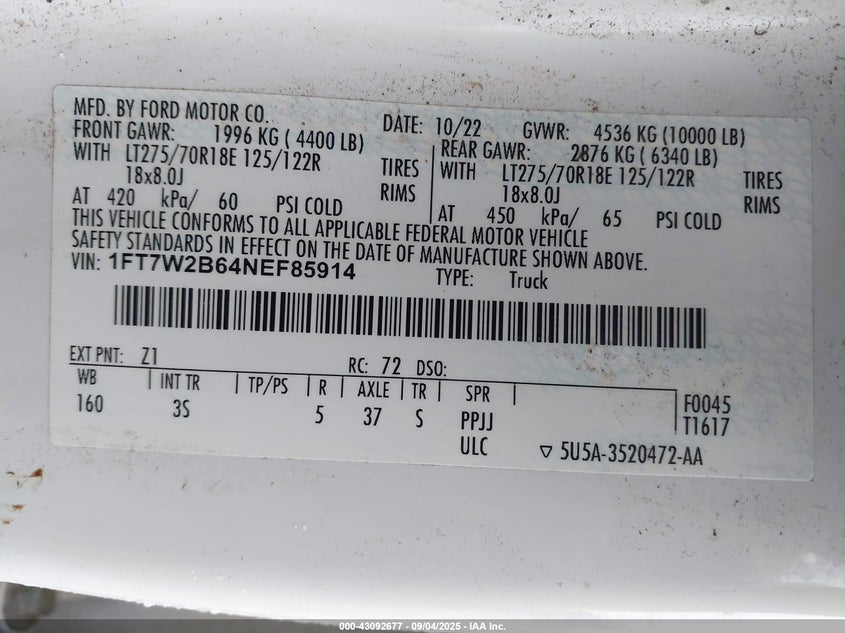 MFD. BY FORD MOTOR CO. DATE: 10/22 GVWR: 4536 KG (10000 LB)
FRONT GAWR: 1996 KG ( 4400 LB) REAR GAWR: 2876 KG ( 6340 LB)
WITH LT275/70R18E 125/122R TIRES WITH LT275/70R18E 125/122R TIRES
18x8.0J RIMS 18x8.0J RIMS
AT 420 kPa/ 60 PSI COLD AT 450 kPa/ 65 PSI COLD
THIS VEHICLE CONFORMS TO ALL APPLICABLE FEDERAL MOTOR VEHICLE
SAFETY STANDARDS IN EFFECT ON THE DATE OF MANUFACTURE SHOWN ABOVE.
VIN: 1FT7W2B64NEF85914 TYPE: Truck
EXT PNT: Z1 RC: 72 DSO:
WB INT TR TP/PS R AXLE TR SPR F0045
160 3S 5 37 S PPJJ T1617
ULC ▽ 5U5A-3520472-AA
000-43092677 - 09/04/2025 - IAA Inc.